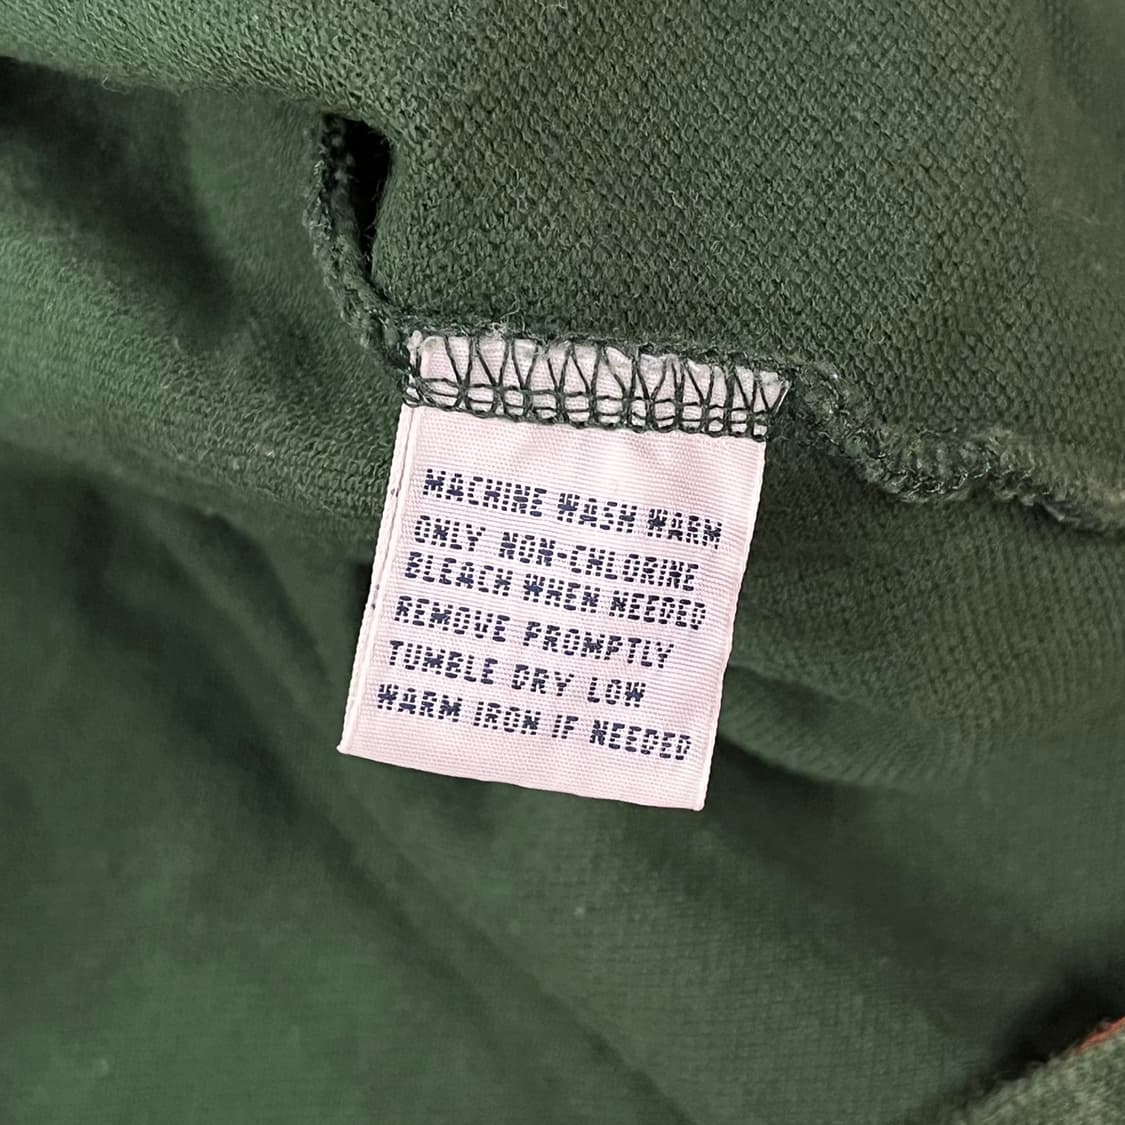 MACHINE WASH WARM
ONLY NON-CHLORINE
BLEACH WHEN NEEDED
REMOVE PROMPTLY
TUMBLE DRY LOW
WARM IRON IF NEEDED